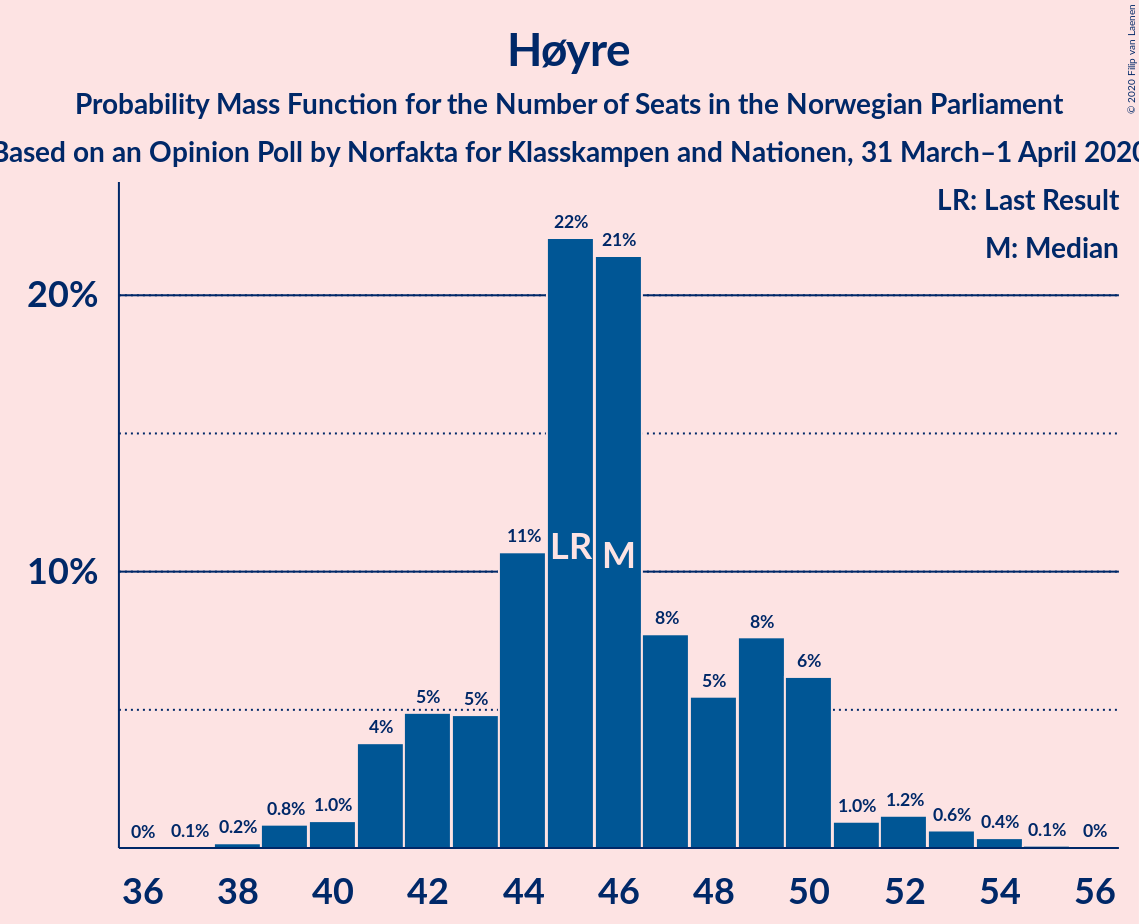 Høyre
Probability Mass Function for the Number of Seats in the Norwegian Parliament
Based on an Opinion Poll by Norfakta for Klasskampen and Nationen, 31 March–1 April 2020
© 2020 Filip van Laenen
LR: Last Result
M: Median
20%
10%
0%
0.1%
0.2%
0.8%
1.0%
4%
5%
5%
11%
22%
21%
8%
5%
8%
6%
1.0%
1.2%
0.6%
0.4%
0.1%
0%
LR
M
36 38 40 42 44 46 48 50 52 54 56